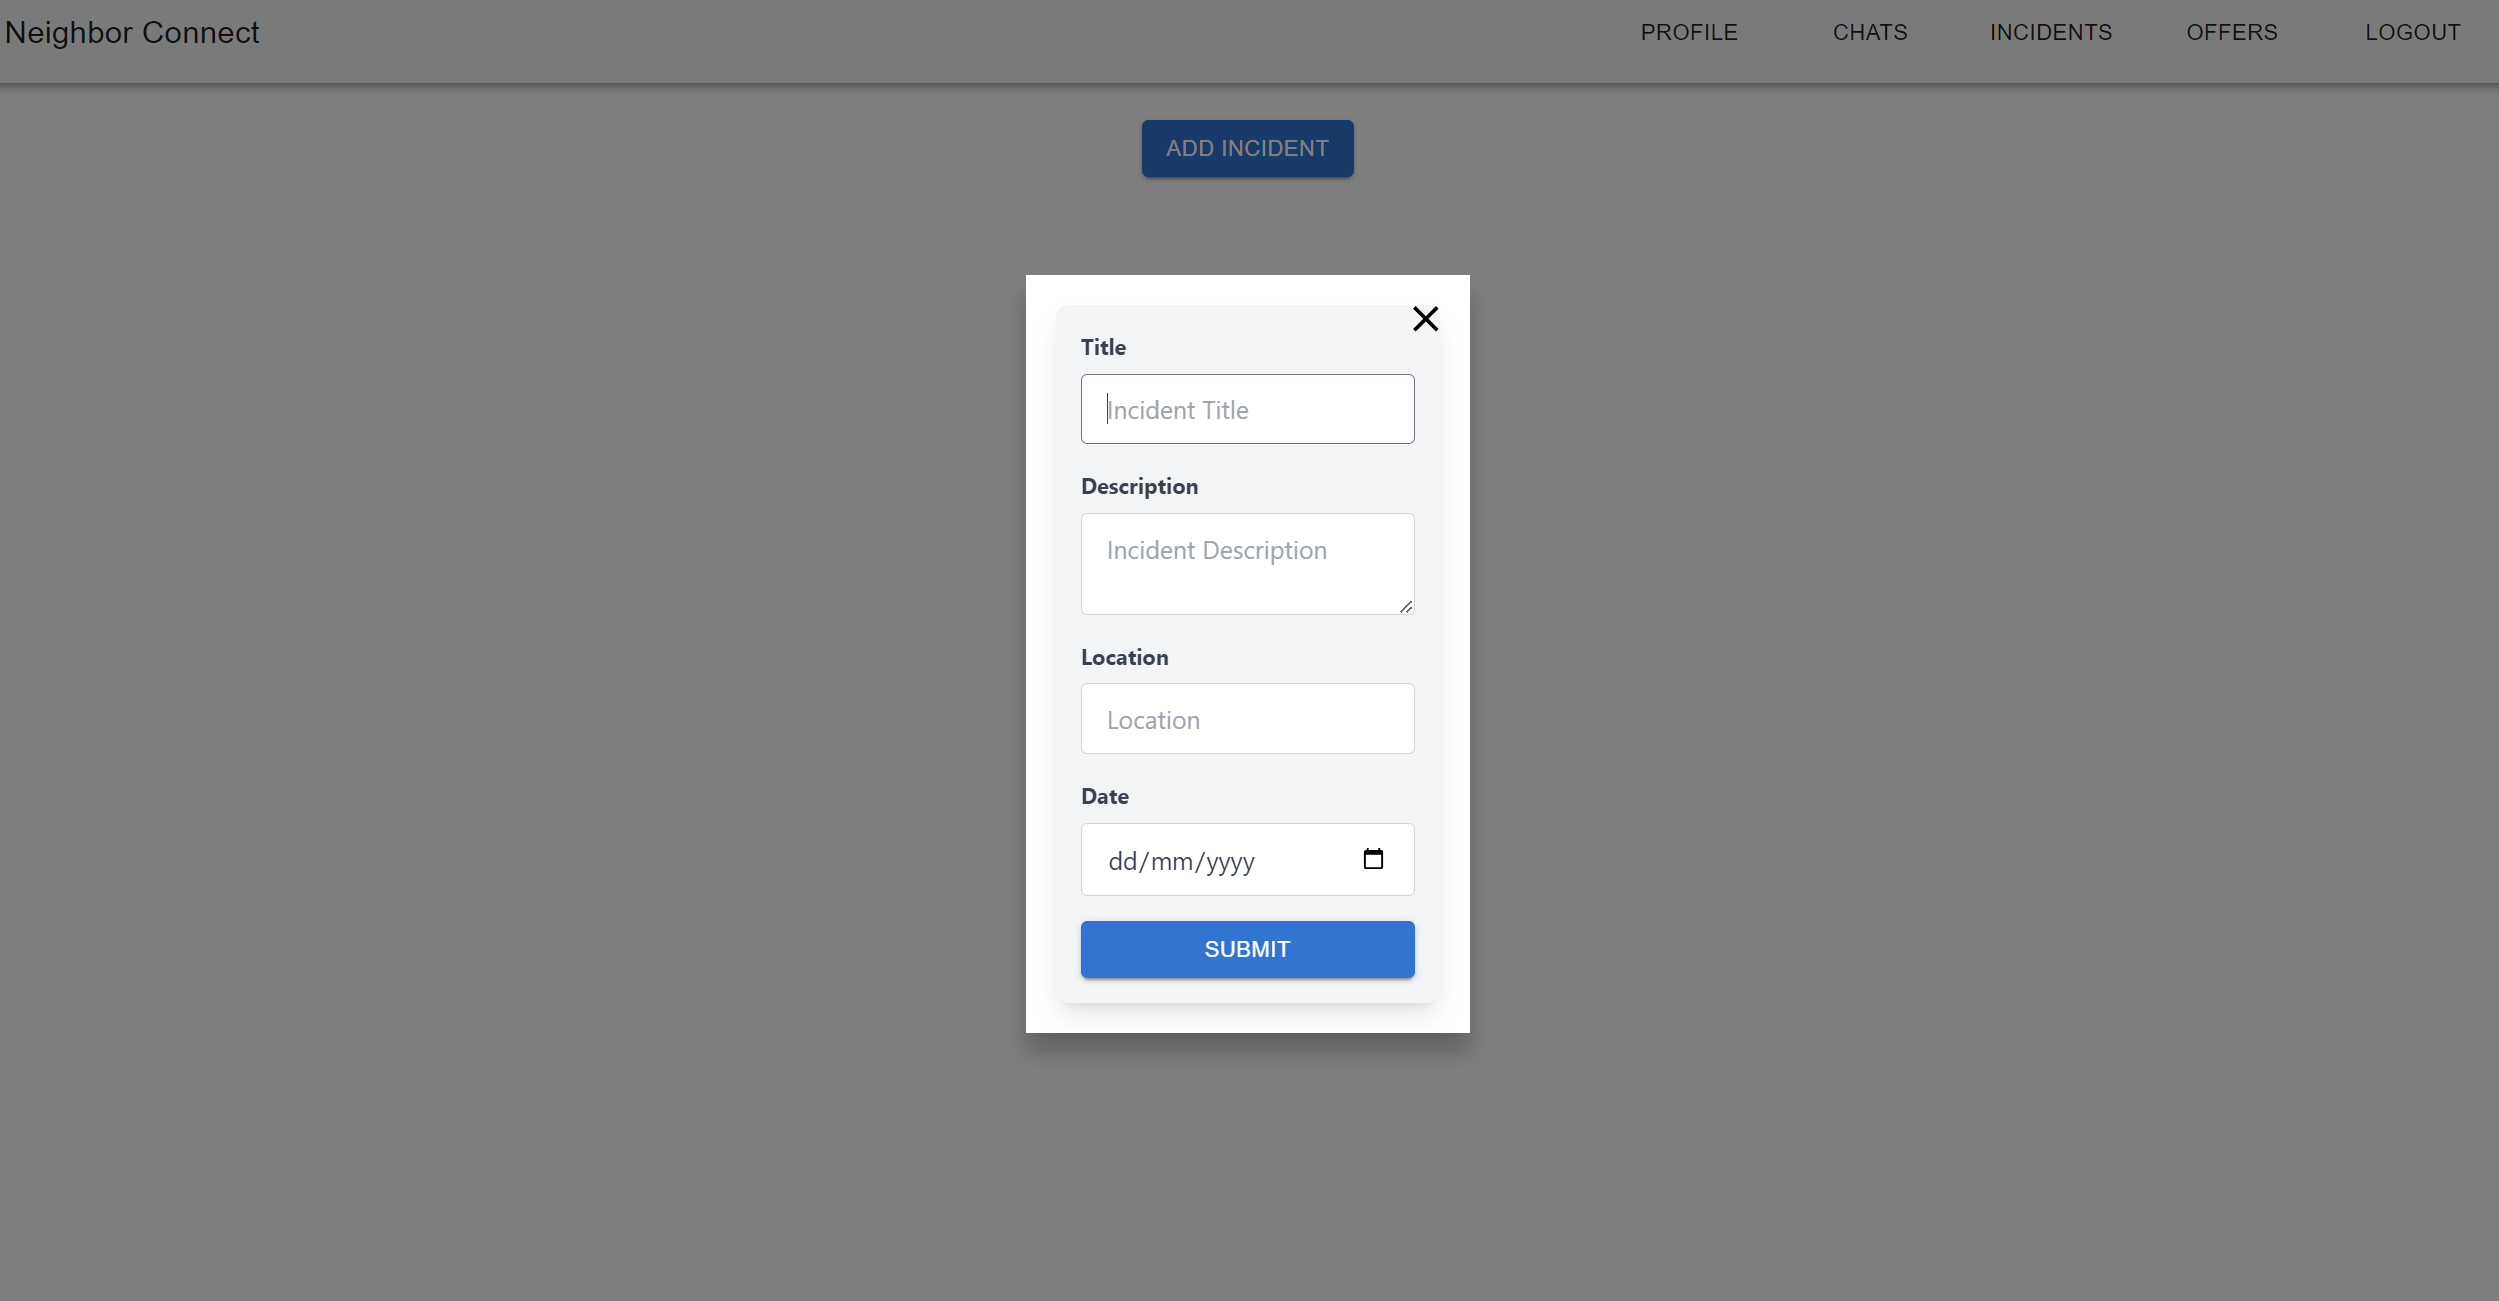 Neighbor Connect
PROFILE
CHATS
INCIDENTS
OFFERS
LOGOUT
ADD INCIDENT
Title
Incident Title
Description
Incident Description
Location
Location
Date
dd/mm/yyyy
SUBMIT